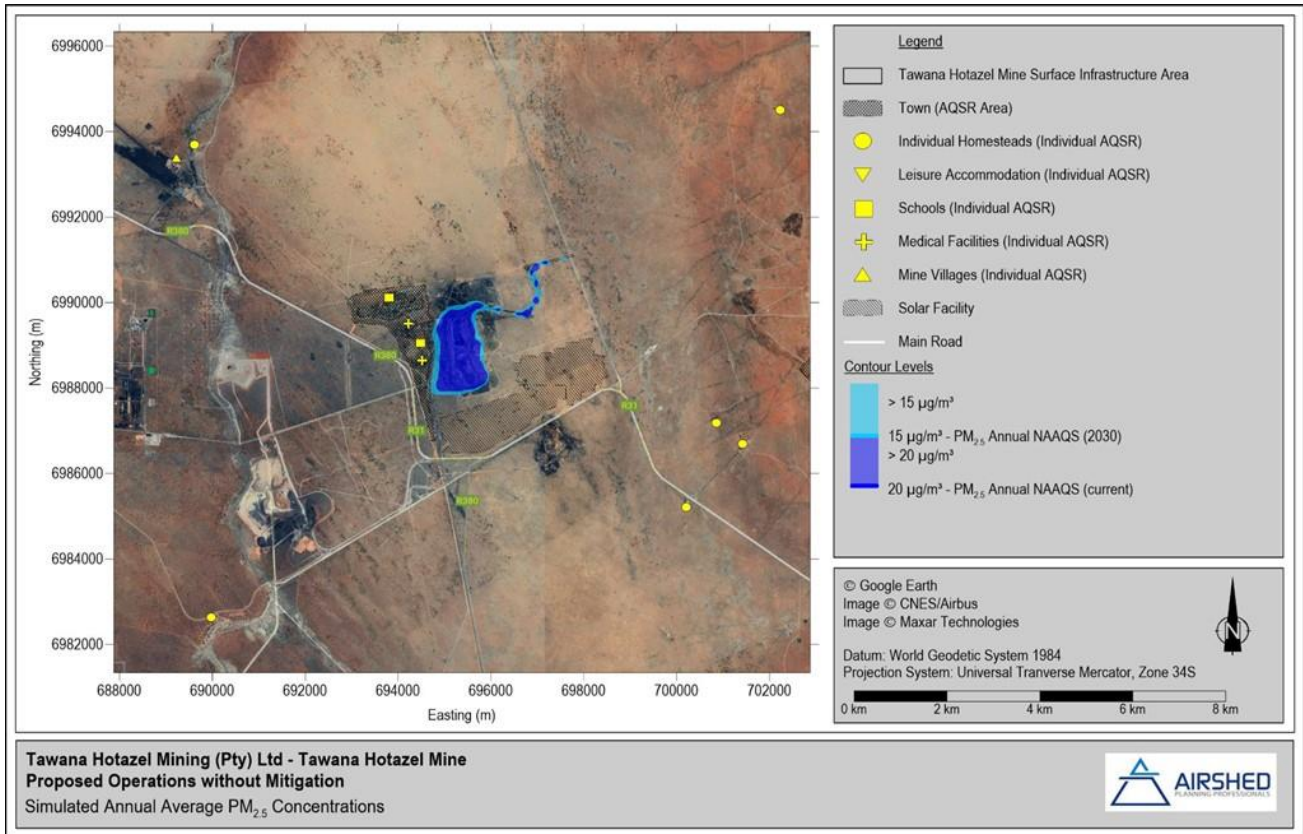 6996000
6994000
6992000
6990000
6988000
6986000
6984000
6982000
Northing (m)
688000 690000 692000 694000 696000 698000 700000 702000
Easting (m)
R380
R380
R31
R31
R380
Legend
Tawana Hotazel Mine Surface Infrastructure Area
Town (AQSR Area)
Individual Homesteads (Individual AQSR)
Leisure Accommodation (Individual AQSR)
Schools (Individual AQSR)
Medical Facilities (Individual AQSR)
Mine Villages (Individual AQSR)
Solar Facility
Main Road
Contour Levels
> 15 µg/m³
15 µg/m³ - PM2.5 Annual NAAQS (2030)
> 20 µg/m³
20 µg/m³ - PM2.5 Annual NAAQS (current)
© Google Earth
Image © CNES/Airbus
Image © Maxar Technologies
N
Datum: World Geodetic System 1984
Projection System: Universal Tranverse Mercator, Zone 34S
0 km 2 km 4 km 6 km 8 km
Tawana Hotazel Mining (Pty) Ltd - Tawana Hotazel Mine
Proposed Operations without Mitigation
Simulated Annual Average PM2.5 Concentrations
AIRSHED
PLANNING PROFESSIONALS